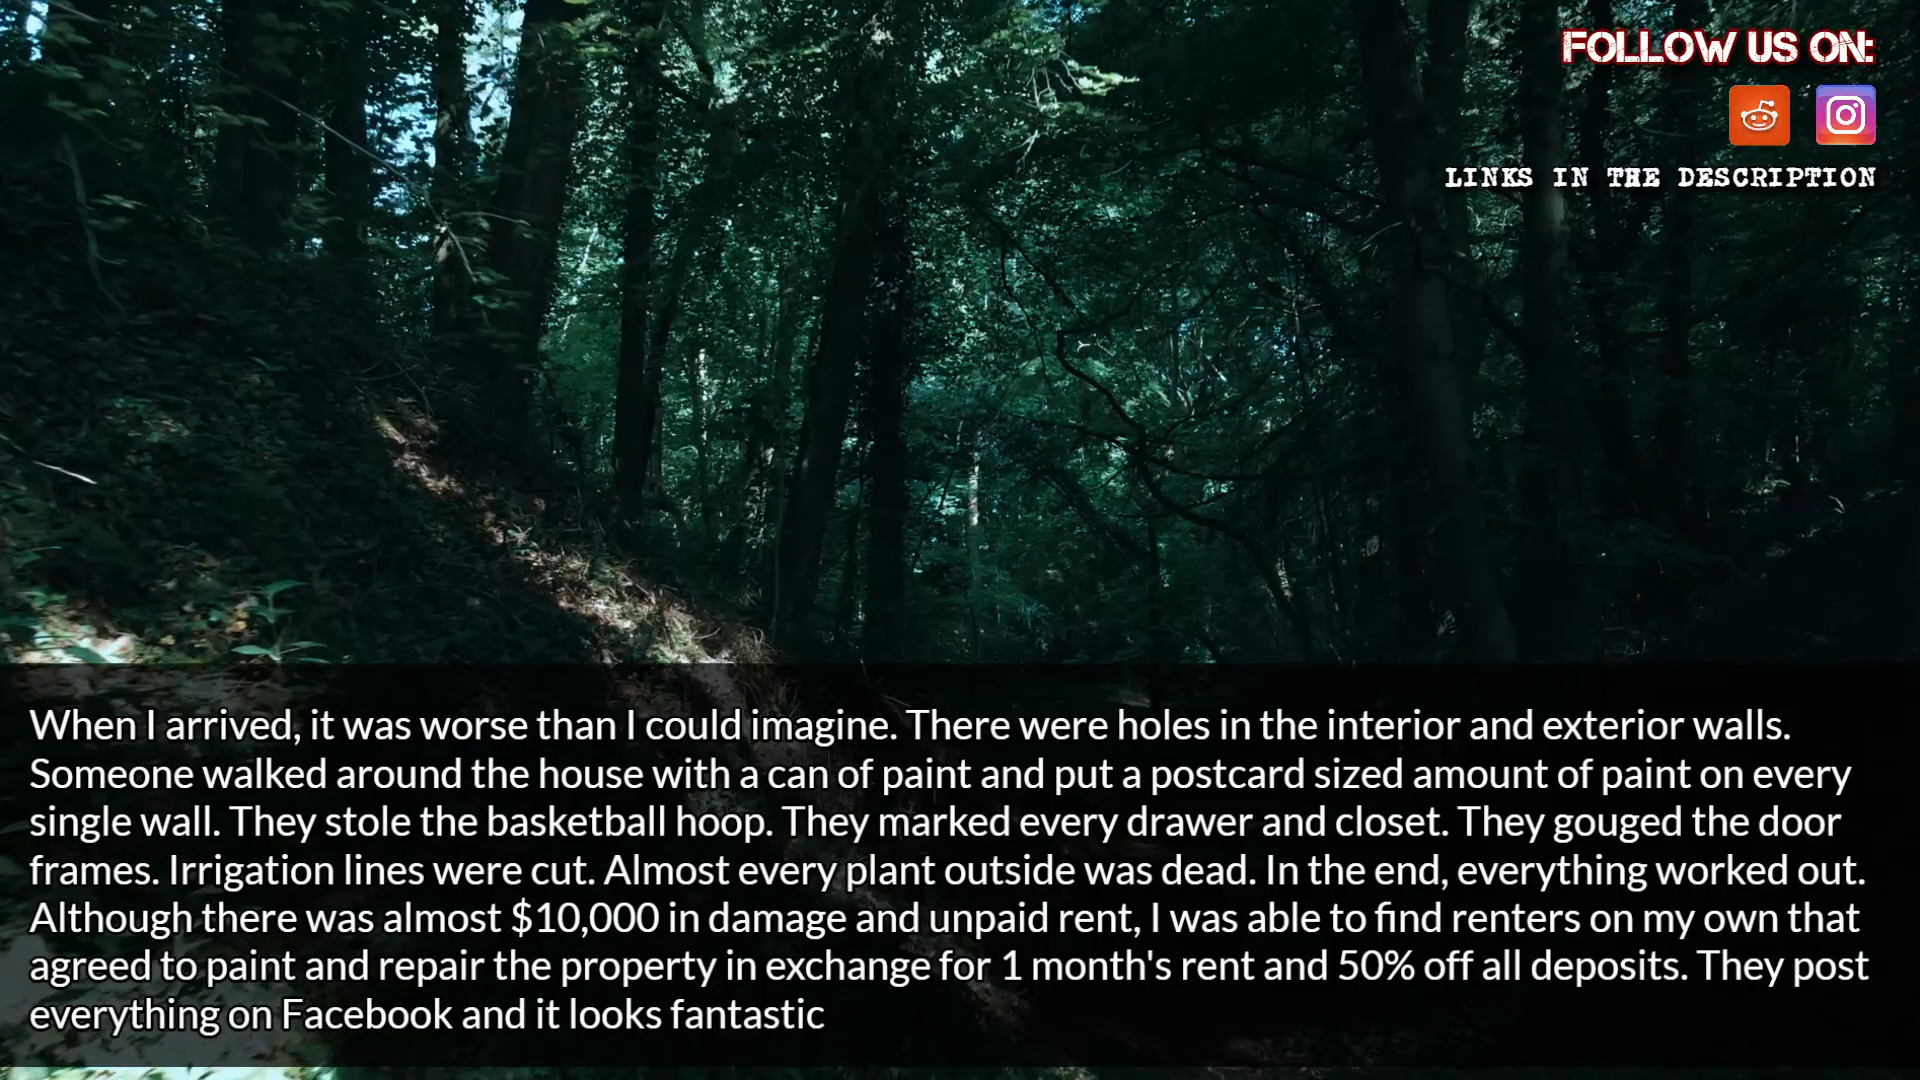 FOLLOW US ON:
LINKS IN THE DESCRIPTION
When I arrived, it was worse than I could imagine. There were holes in the interior and exterior walls.
Someone walked around the house with a can of paint and put a postcard sized amount of paint on every
single wall. They stole the basketball hoop. They marked every drawer and closet. They gouged the door
frames. Irrigation lines were cut. Almost every plant outside was dead. In the end, everything worked out.
Although there was almost $10,000 in damage and unpaid rent, I was able to find renters on my own that
agreed to paint and repair the property in exchange for 1 month's rent and 50% off all deposits. They post
everything on Facebook and it looks fantastic